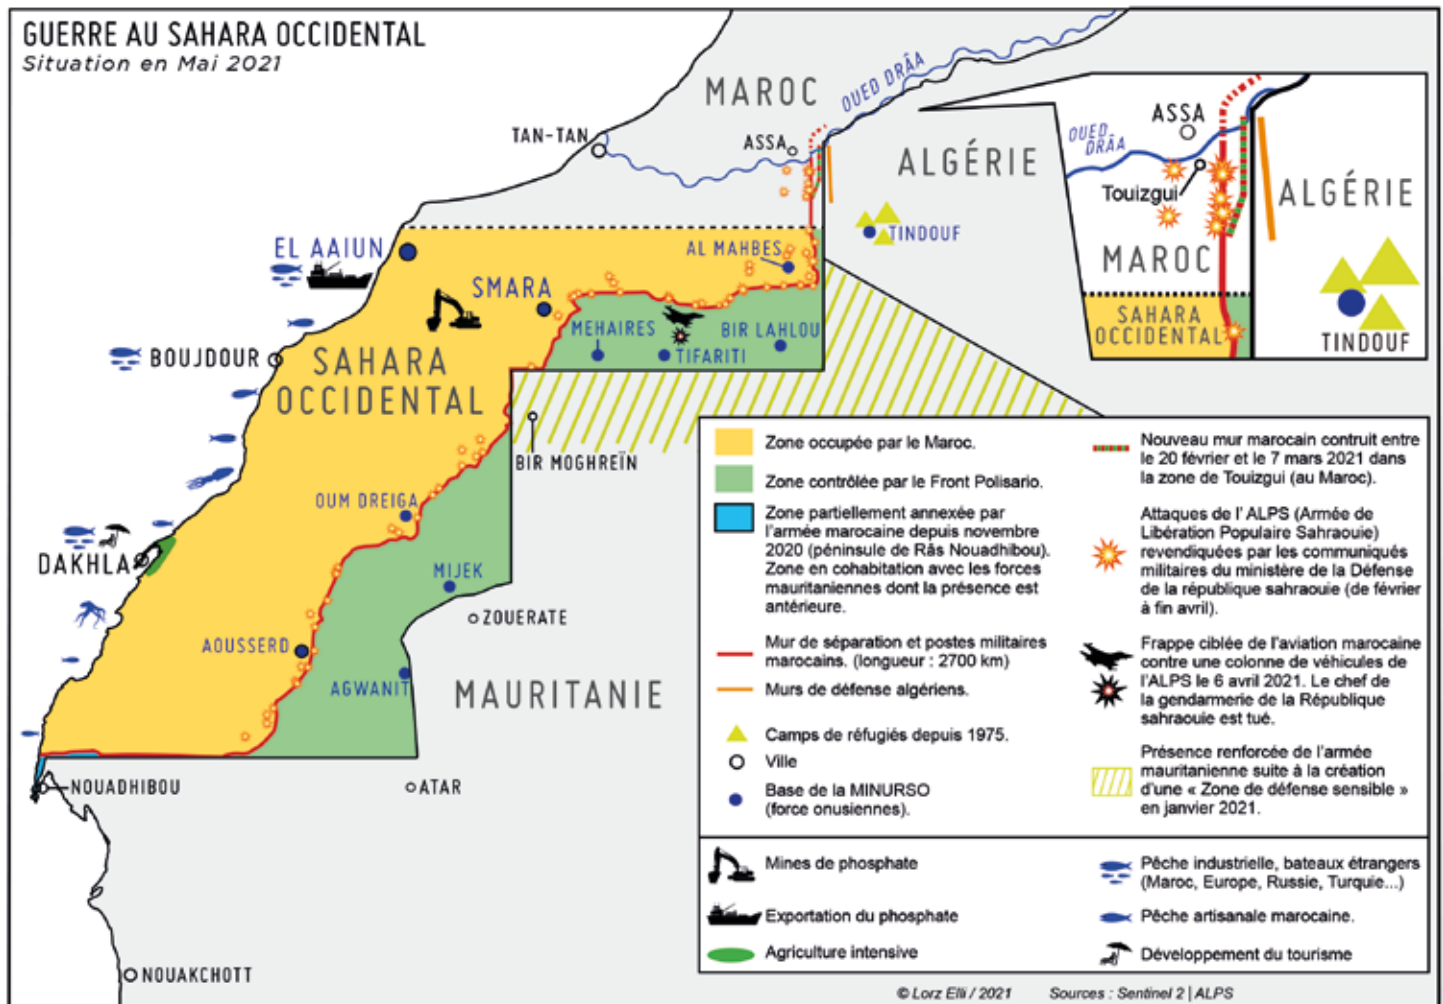 GUERRE AU SAHARA OCCIDENTAL
Situation en Mai 2021
MAROC
OUED DRÂA
TAN-TAN
ASSA
ALGÉRIE
EL AAIUN
AL MAHBES
TINDOUF
SMARA
MEHAIRES
BIR LAHLOU
TIFARITI
BOUJDOUR
SAHARA
OCCIDENTAL
BIR MOGHREÏN
OUM DREIGA
DAKHLA
MIJEK
ZOUERATE
AOUSSERD
AGWANIT
MAURITANIE
NOUADHIBOU
ATAR
NOUAKCHOTT
ASSA
OUED
DRÂA
Touizgui
ALGÉRIE
MAROC
SAHARA
OCCIDENTAL
TINDOUF
Zone occupée par le Maroc.
Zone contrôlée par le Front Polisario.
Zone partiellement annexée par
l'armée marocaine depuis novembre
2020 (péninsule de Râs Nouadhibou).
Zone en cohabitation avec les forces
mauritaniennes dont la présence est
antérieure.
Mur de séparation et postes militaires
marocains. (longueur : 2700 km)
Murs de défense algériens.
Camps de réfugiés depuis 1975.
Ville
Base de la MINURSO
(force onusiennes).
Nouveau mur marocain contruit entre
le 20 février et le 7 mars 2021 dans
la zone de Touizgui (au Maroc).
Attaques de l' ALPS (Armée de
Libération Populaire Sahraouie)
revendiquées par les communiqués
militaires du ministère de la Défense
de la république sahraouie (de février
à fin avril).
Frappe ciblée de l'aviation marocaine
contre une colonne de véhicules de
l'ALPS le 6 avril 2021. Le chef de
la gendarmerie de la République
sahraouie est tué.
Présence renforcée de l'armée
mauritanienne suite à la création
d'une « Zone de défense sensible »
en janvier 2021.
Mines de phosphate
Exportation du phosphate
Agriculture intensive
Pêche industrielle, bateaux étrangers
(Maroc, Europe, Russie, Turquie...)
Pêche artisanale marocaine.
Développement du tourisme
© Lorz Elli / 2021 Sources : Sentinel 2 | ALPS